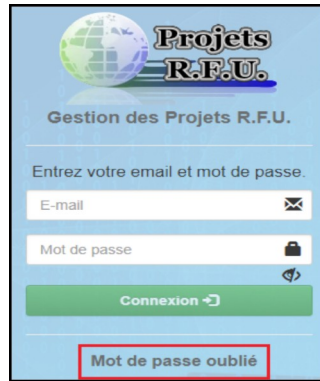 Projets
R.F.U.
Gestion des Projets R.F.U.
Entrez votre email et mot de passe.
E-mail
Mot de passe
Connexion
Mot de passe oublié